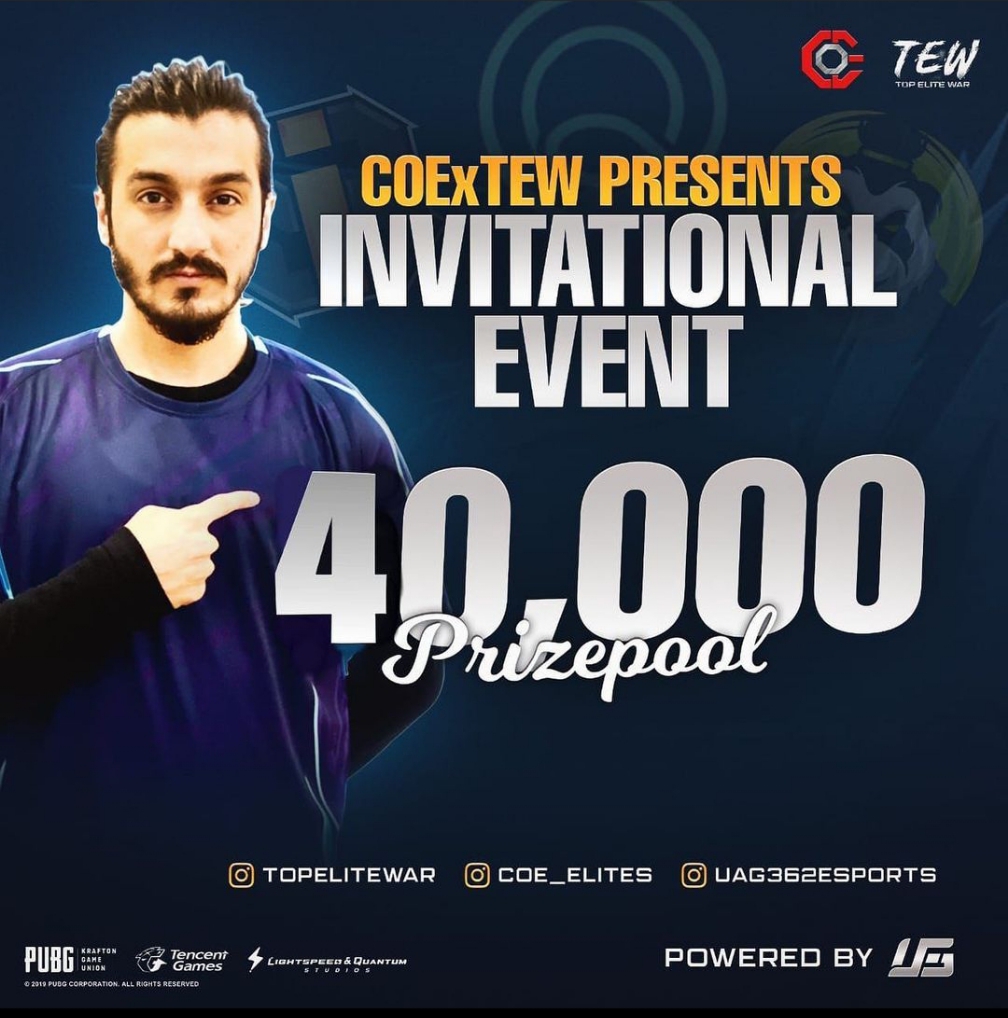 TEW
TOP ELITE WAR
COExTEW PRESENTS
INVITATIONAL
EVENT
40,000
Prizepool
TOPELITEWAR COE_ELITES UAG362ESPORTS
PUBG KRAFTON GAME UNION
Tencent Games
LIGHTSPEED & QUANTUM STUDIOS
© 2019 PUBG CORPORATION. ALL RIGHTS RESERVED
POWERED BY